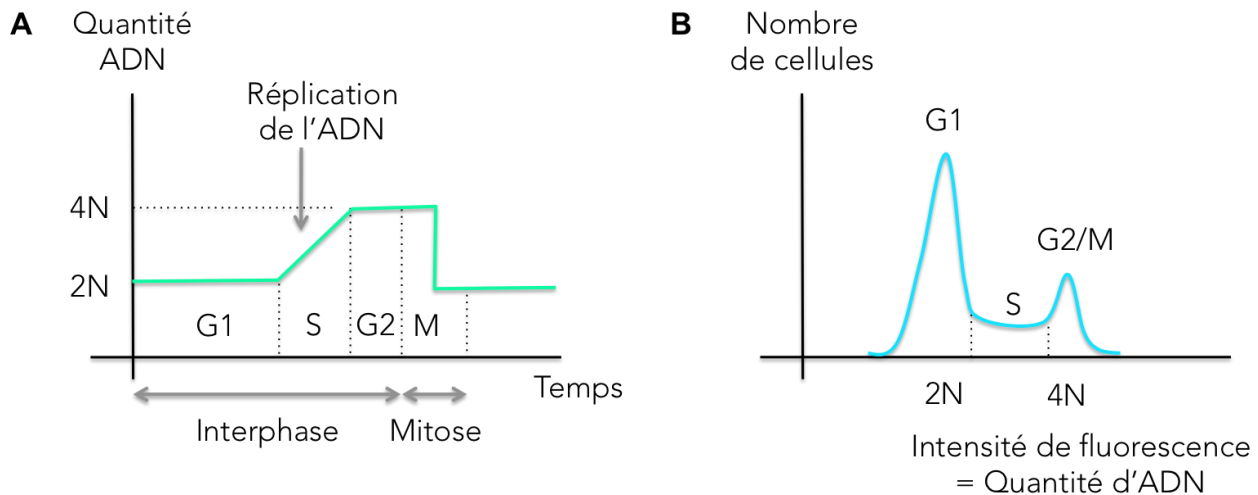 A
Quantité
ADN
Réplication
de l'ADN
4N
2N
G1
S
G2
M
Temps
Interphase
Mitose
B
Nombre
de cellules
G1
G2/M
S
2N
4N
Intensité de fluorescence
= Quantité d'ADN